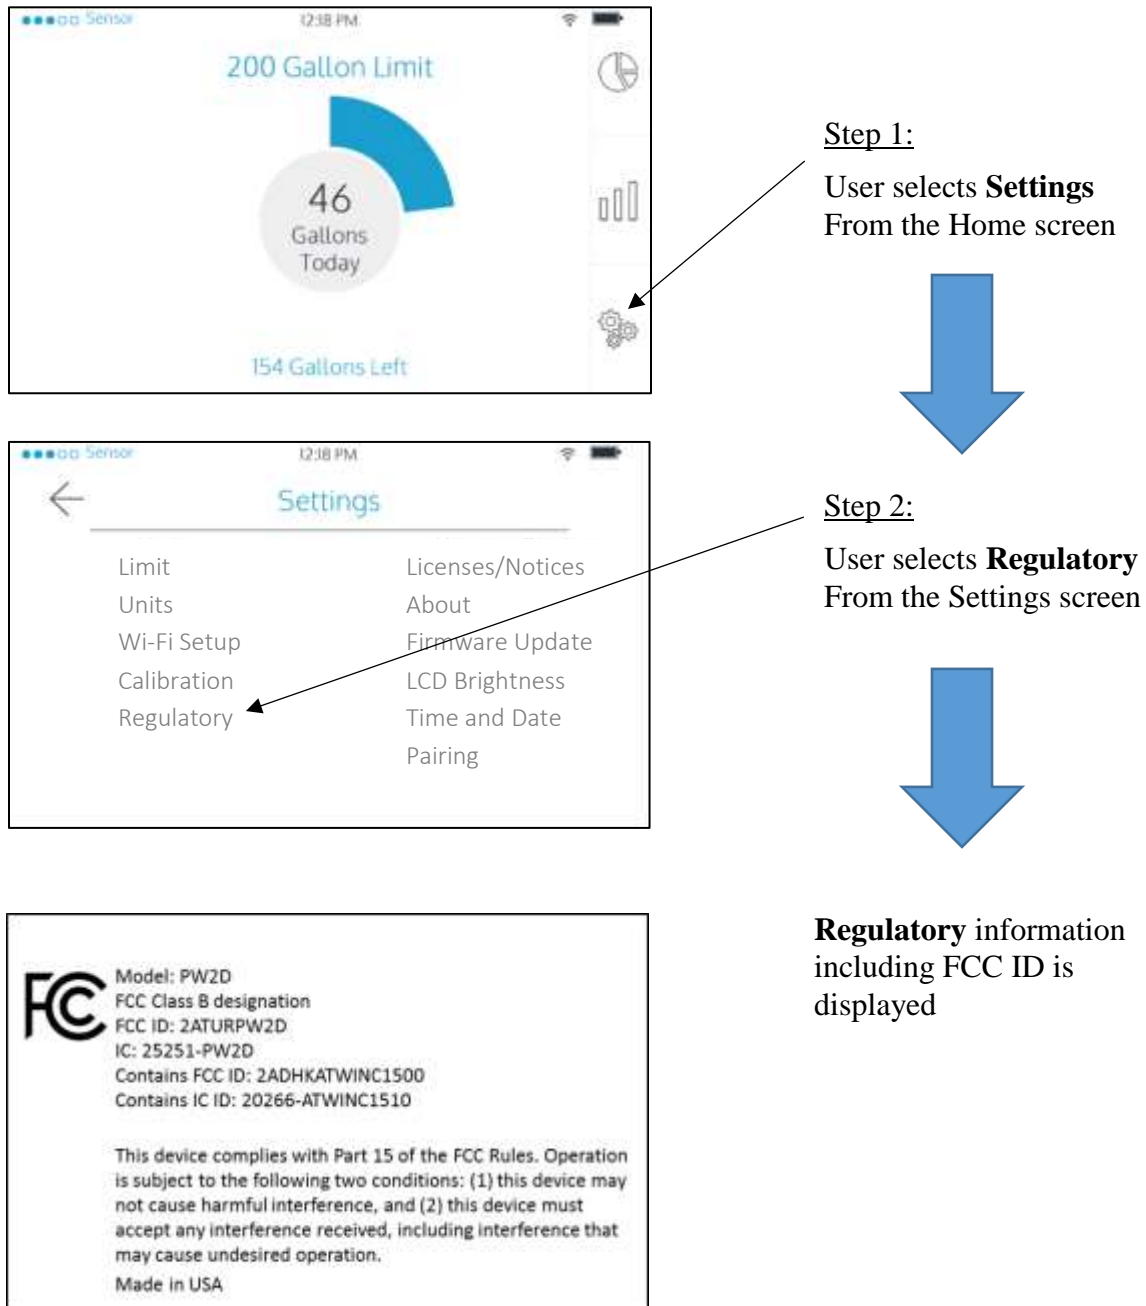 Sensor 12:18 PM
200 Gallon Limit
46
Gallons
Today
154 Gallons Left
Step 1:
User selects Settings
From the Home screen
Sensor 12:18 PM
Settings
Limit
Units
Wi-Fi Setup
Calibration
Regulatory
Licenses/Notices
About
Firmware Update
LCD Brightness
Time and Date
Pairing
Step 2:
User selects Regulatory
From the Settings screen
FC
Model: PW2D
FCC Class B designation
FCC ID: 2ATURPW2D
IC: 25251-PW2D
Contains FCC ID: 2ADHKATWINC1500
Contains IC ID: 20266-ATWINC1510
This device complies with Part 15 of the FCC Rules. Operation
is subject to the following two conditions: (1) this device may
not cause harmful interference, and (2) this device must
accept any interference received, including interference that
may cause undesired operation.
Made in USA
Regulatory information
including FCC ID is
displayed